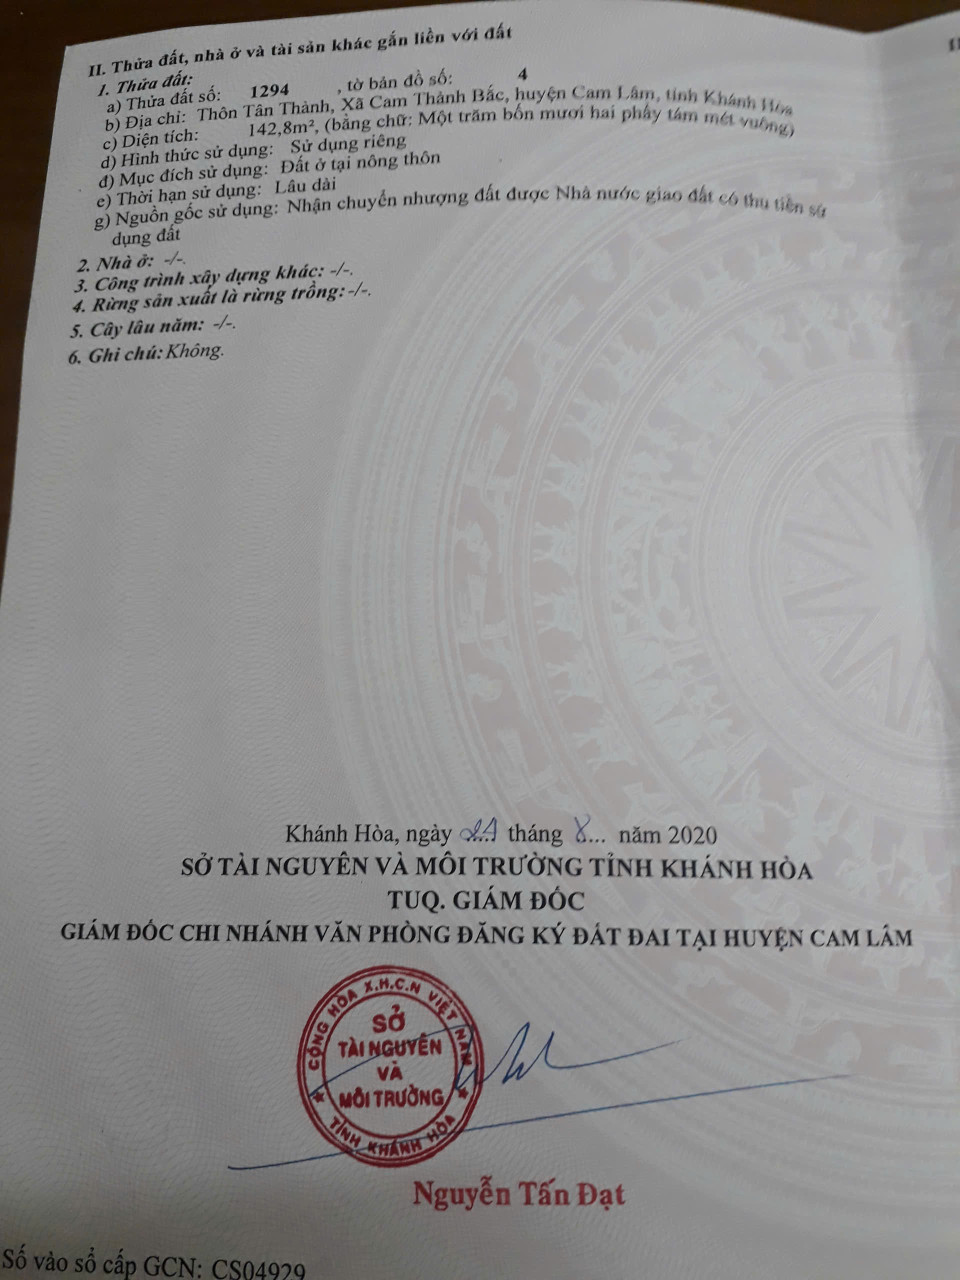 II. Thửa đất, nhà ở và tài sản khác gắn liền với đất
1. Thửa đất:
a) Thửa đất số: 1294 , tờ bản đồ số: 4
b) Địa chỉ: Thôn Tân Thành, Xã Cam Thành Bắc, huyện Cam Lâm, tỉnh Khánh Hòa
c) Diện tích: 142,8m², (bằng chữ: Một trăm bốn mươi hai phẩy tám mét vuông)
d) Hình thức sử dụng: Sử dụng riêng
đ) Mục đích sử dụng: Đất ở tại nông thôn
e) Thời hạn sử dụng: Lâu dài
g) Nguồn gốc sử dụng: Nhận chuyển nhượng đất được Nhà nước giao đất có thu tiền sử
dụng đất
2. Nhà ở: -/-.
3. Công trình xây dựng khác: -/-.
4. Rừng sản xuất là rừng trồng: -/-.
5. Cây lâu năm: -/-.
6. Ghi chú: Không.
Khánh Hòa, ngày tháng 8... năm 2020
SỞ TÀI NGUYÊN VÀ MÔI TRƯỜNG TỈNH KHÁNH HÒA
TUQ. GIÁM ĐỐC
GIÁM ĐỐC CHI NHÁNH VĂN PHÒNG ĐĂNG KÝ ĐẤT ĐAI TẠI HUYỆN CAM LÂM
CỘNG HÒA X.H.C.N VIỆT NAM
SỞ
TÀI NGUYÊN
VÀ
MÔI TRƯỜNG
TỈNH KHÁNH HÒA
Nguyễn Tấn Đạt
Số vào sổ cấp GCN: CS04929